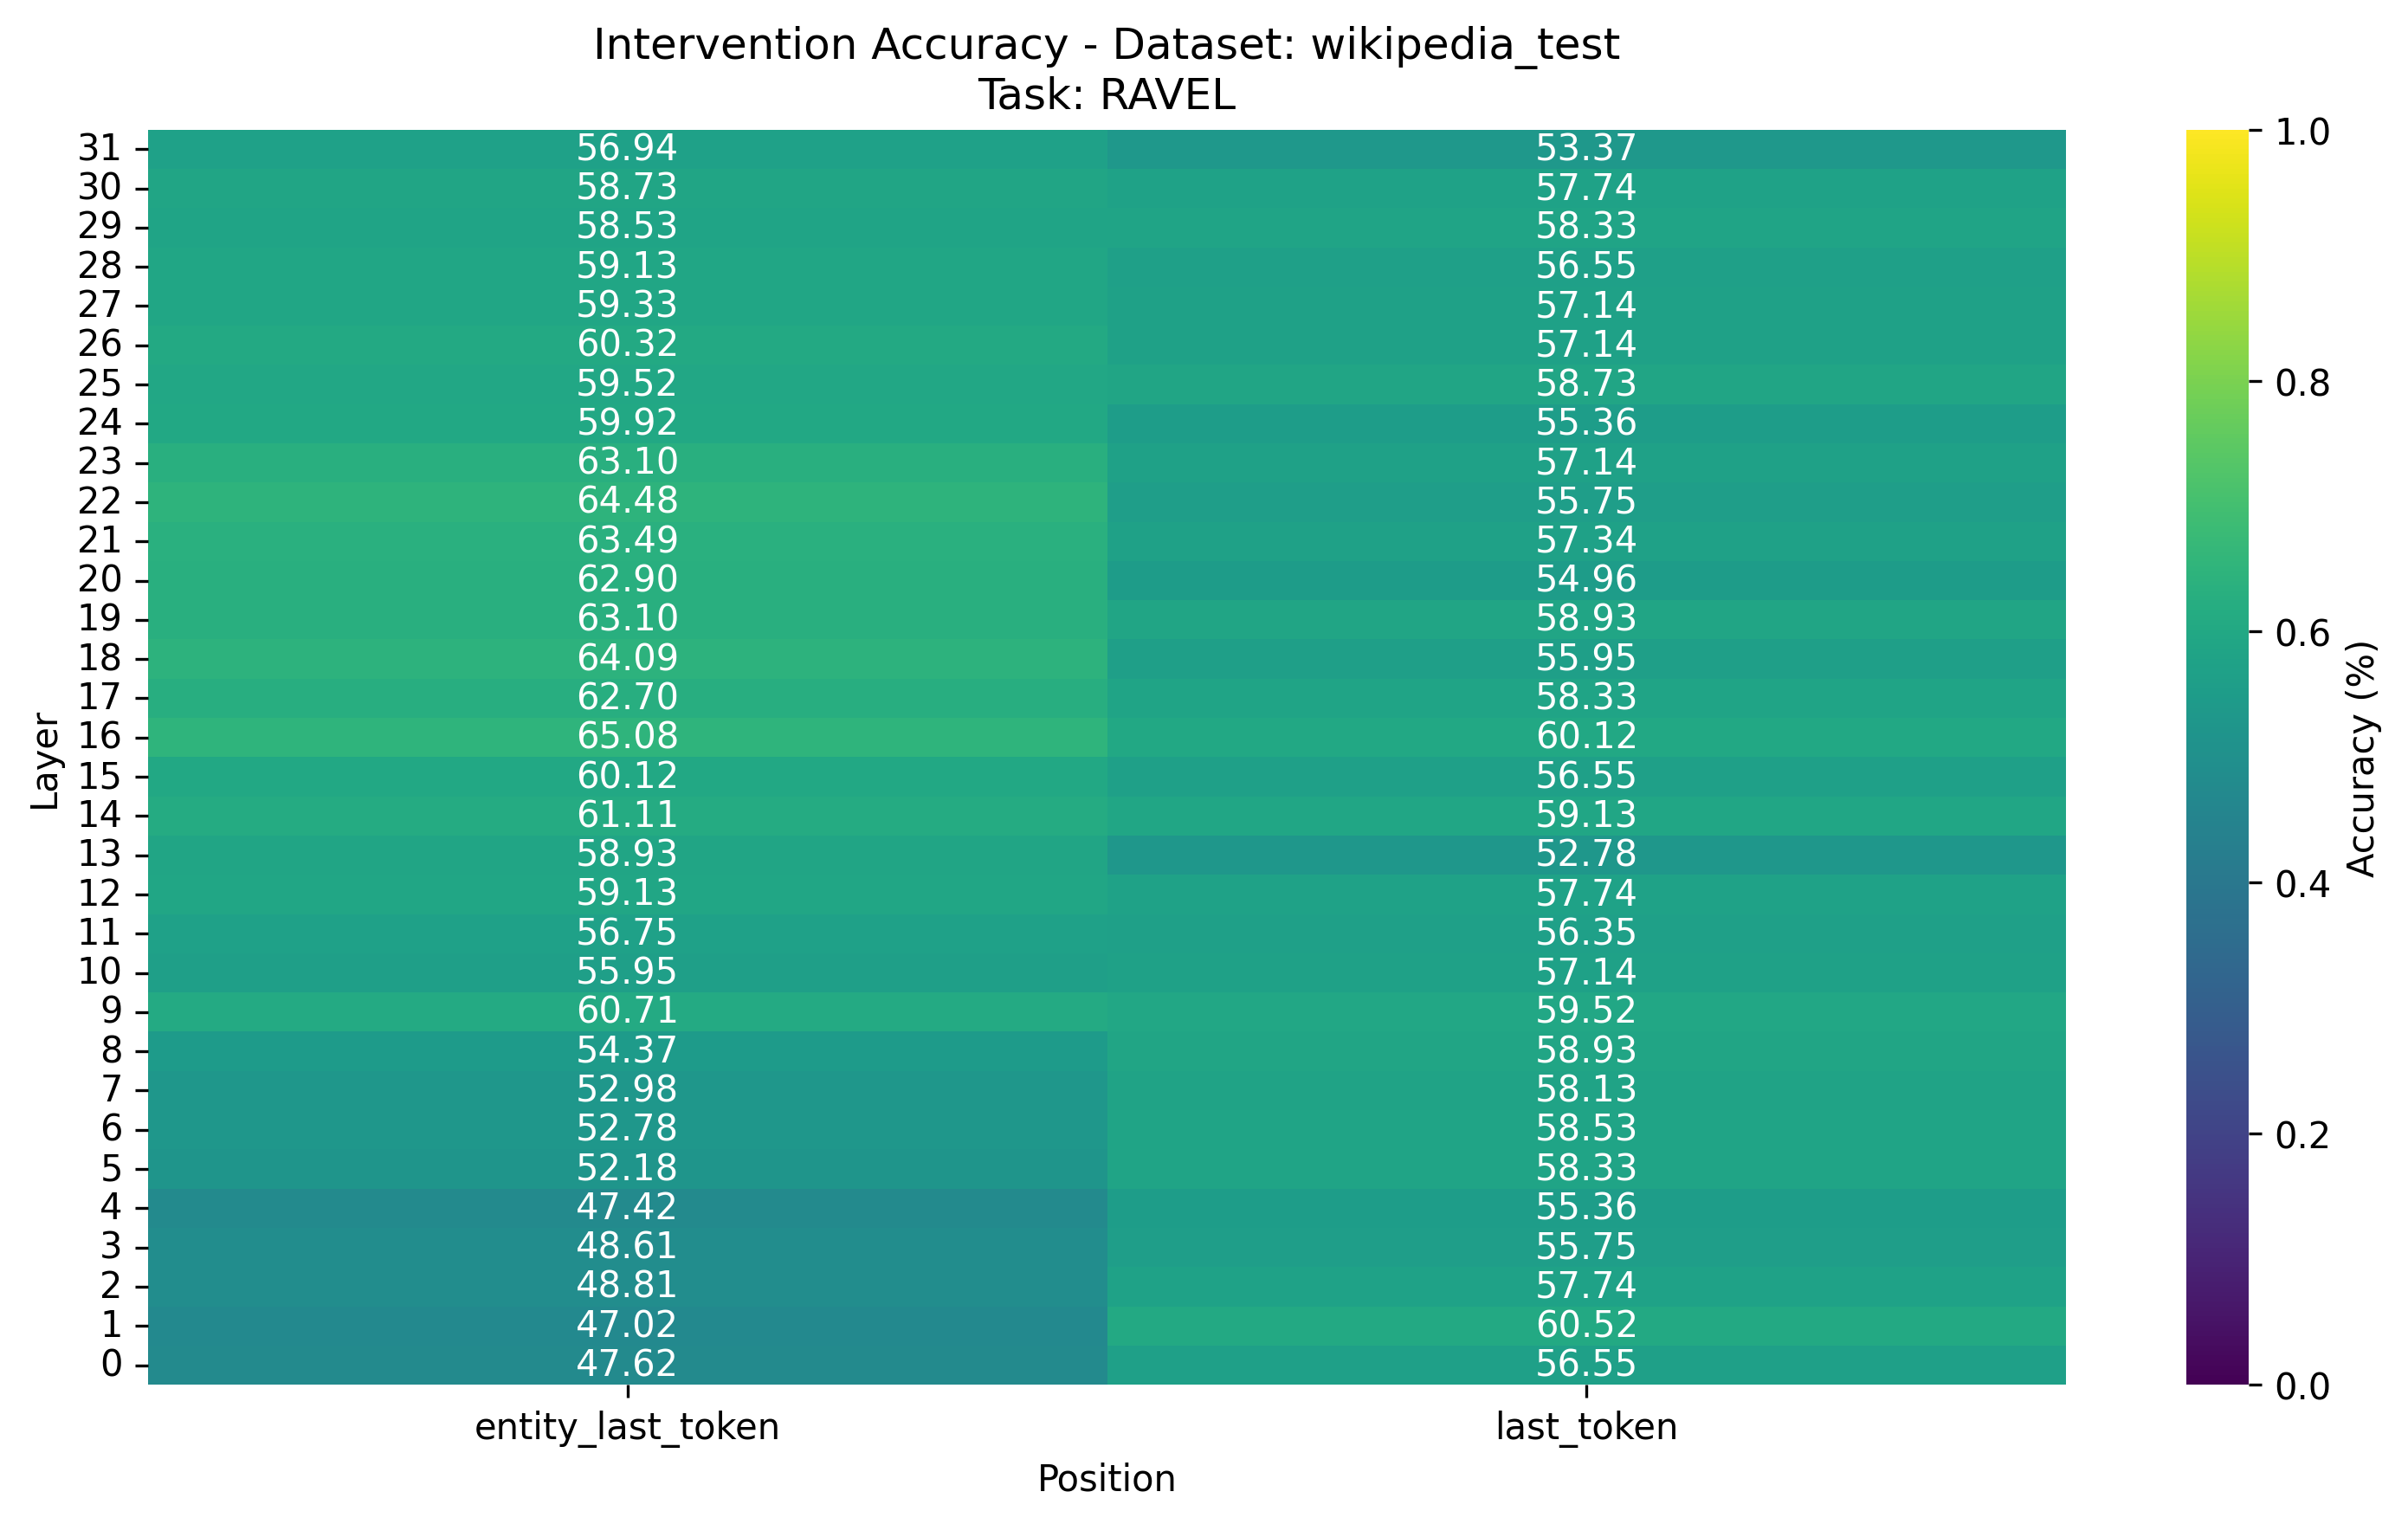 Intervention Accuracy - Dataset: wikipedia_test
Task: RAVEL
31 56.94 53.37
30 58.73 57.74
29 58.53 58.33
28 59.13 56.55
27 59.33 57.14
26 60.32 57.14
25 59.52 58.73
24 59.92 55.36
23 63.10 57.14
22 64.48 55.75
21 63.49 57.34
20 62.90 54.96
19 63.10 58.93
18 64.09 55.95
17 62.70 58.33
16 65.08 60.12
15 60.12 56.55
14 61.11 59.13
13 58.93 52.78
12 59.13 57.74
11 56.75 56.35
10 55.95 57.14
9 60.71 59.52
8 54.37 58.93
7 52.98 58.13
6 52.78 58.53
5 52.18 58.33
4 47.42 55.36
3 48.61 55.75
2 48.81 57.74
1 47.02 60.52
0 47.62 56.55
Layer
entity_last_token last_token
Position
1.0
0.8
0.6
0.4
0.2
0.0
Accuracy (%)